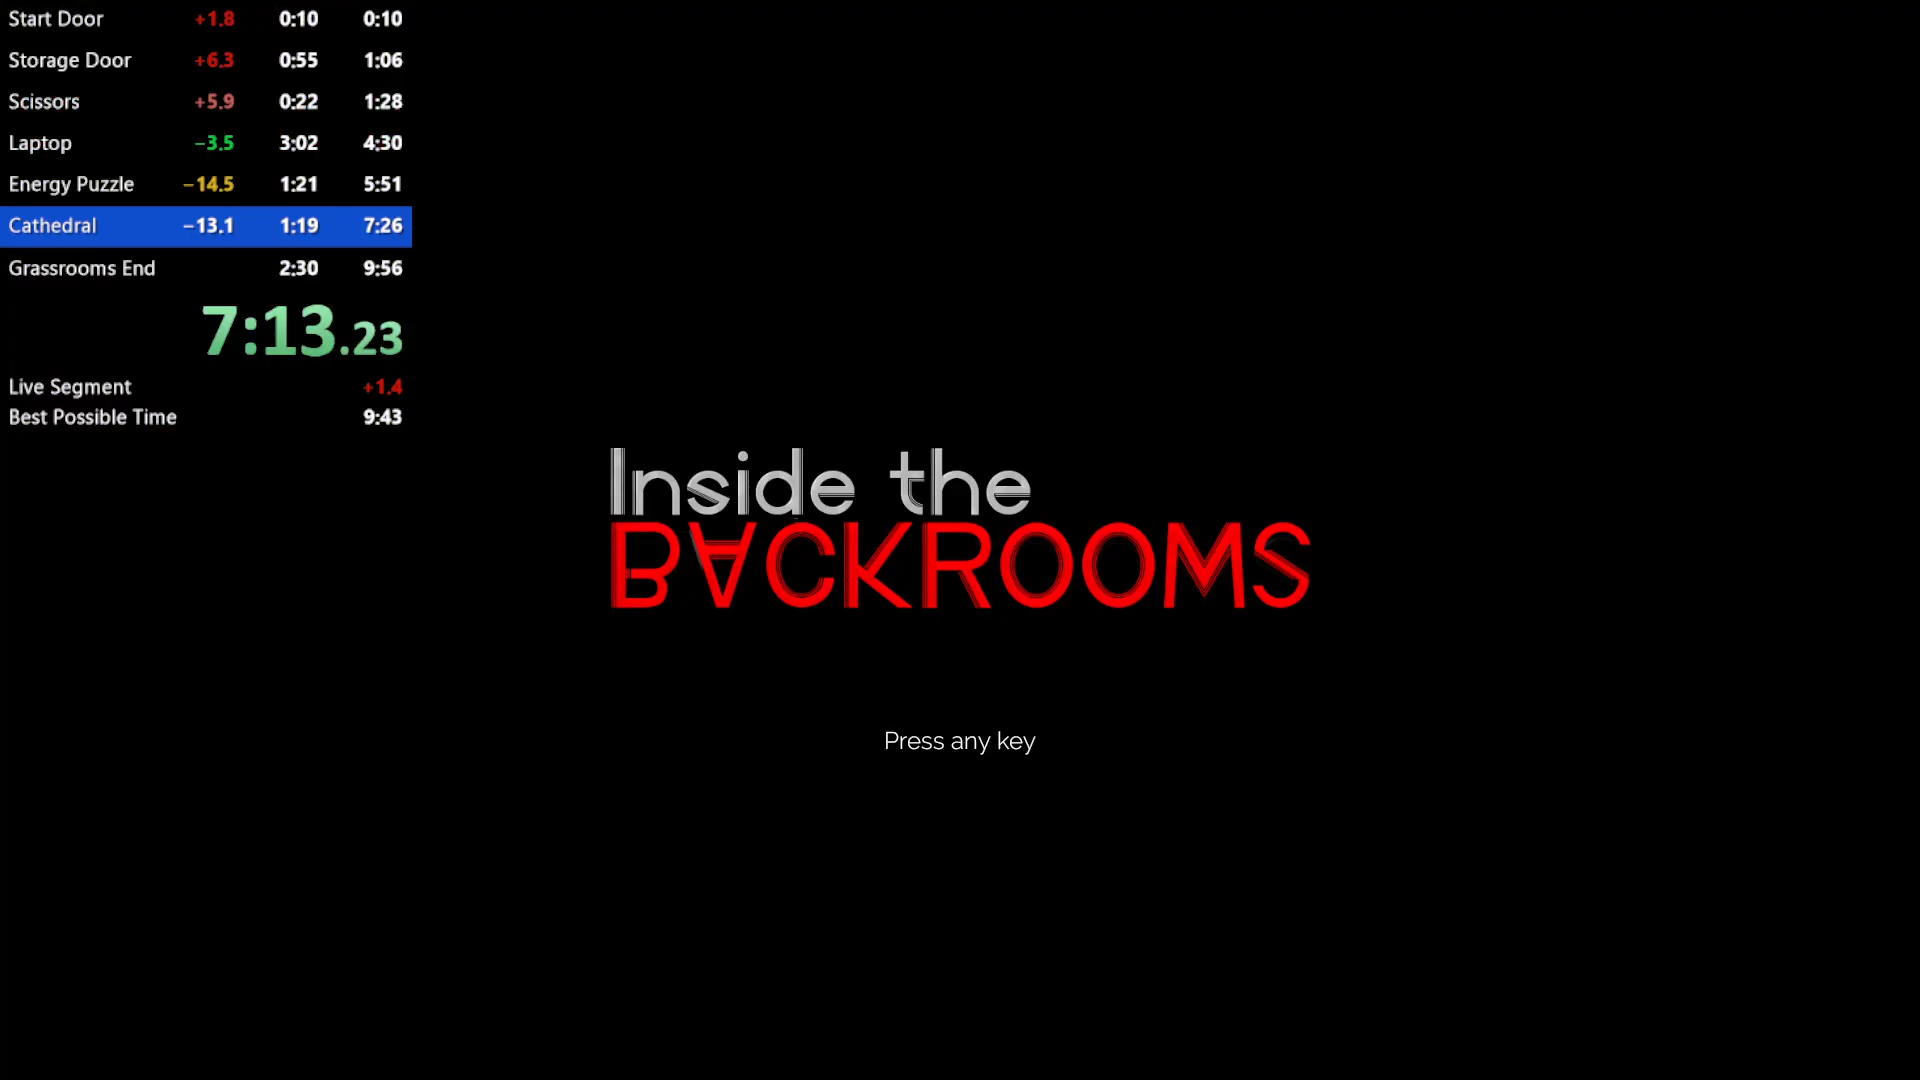 Start Door +1.8 0:10 0:10
Storage Door +6.3 0:55 1:06
Scissors +5.9 0:22 1:28
Laptop −3.5 3:02 4:30
Energy Puzzle −14.5 1:21 5:51
Cathedral −13.1 1:19 7:26
Grassrooms End 2:30 9:56
7:13.23
Live Segment +1.4
Best Possible Time 9:43
Inside the
BACKROOMS
Press any key